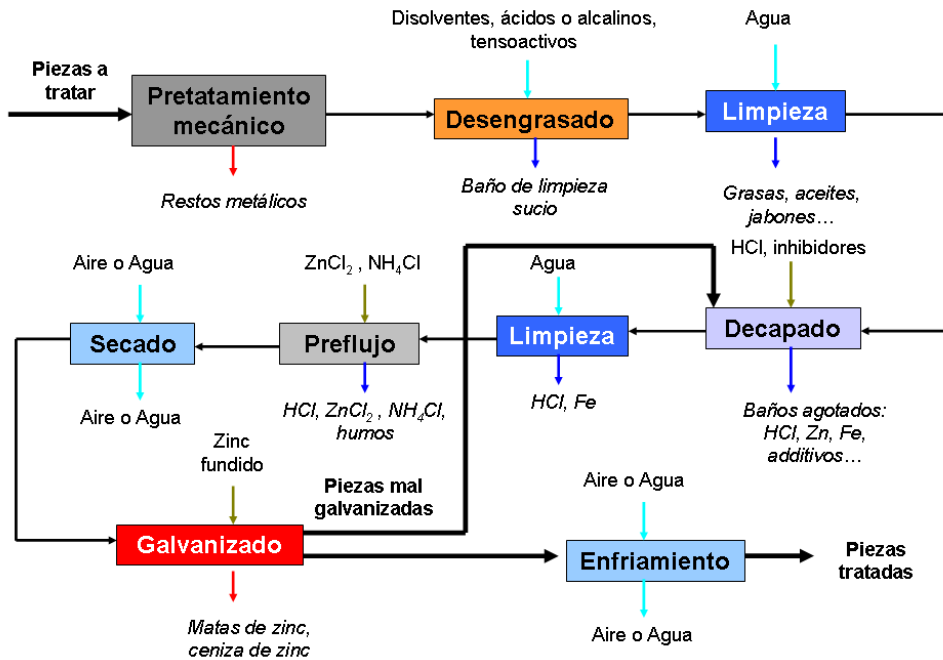 Disolventes, ácidos o alcalinos,
tensoactivos
Agua
Piezas a
tratar
Pretatamiento
mecánico
Desengrasado
Limpieza
Restos metálicos
Baño de limpieza
sucio
Grasas, aceites,
jabones…
Aire o Agua
ZnCl2 , NH4Cl
Agua
HCl, inhibidores
Secado
Preflujo
Limpieza
Decapado
Aire o Agua
HCl, ZnCl2 , NH4Cl,
humos
HCl, Fe
Baños agotados:
HCl, Zn, Fe,
additivos…
Zinc
fundido
Piezas mal
galvanizadas
Aire o Agua
Galvanizado
Enfriamiento
Piezas
tratadas
Matas de zinc,
ceniza de zinc
Aire o Agua